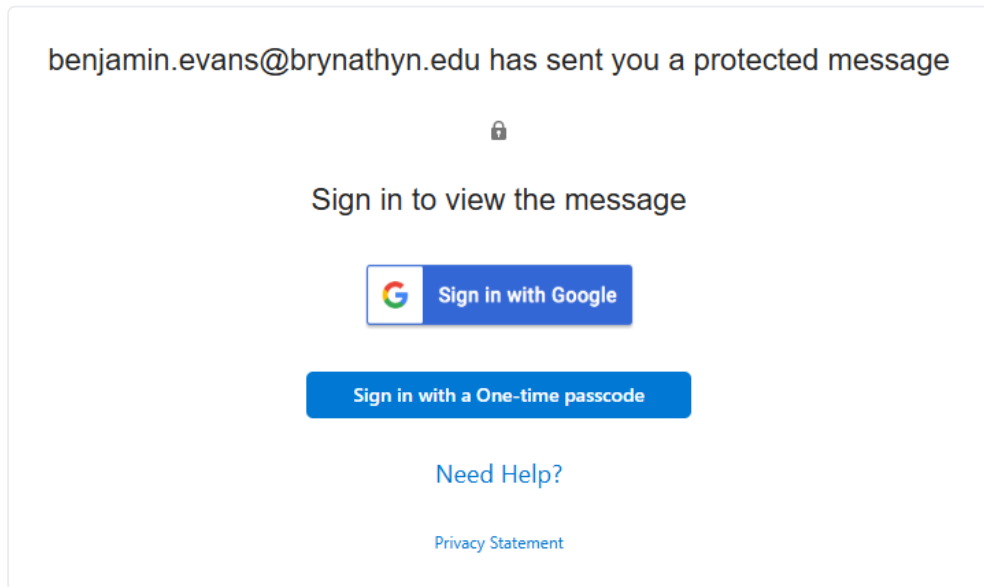 benjamin.evans@brynathyn.edu has sent you a protected message
Sign in to view the message
Sign in with Google
Sign in with a One-time passcode
Need Help?
Privacy Statement